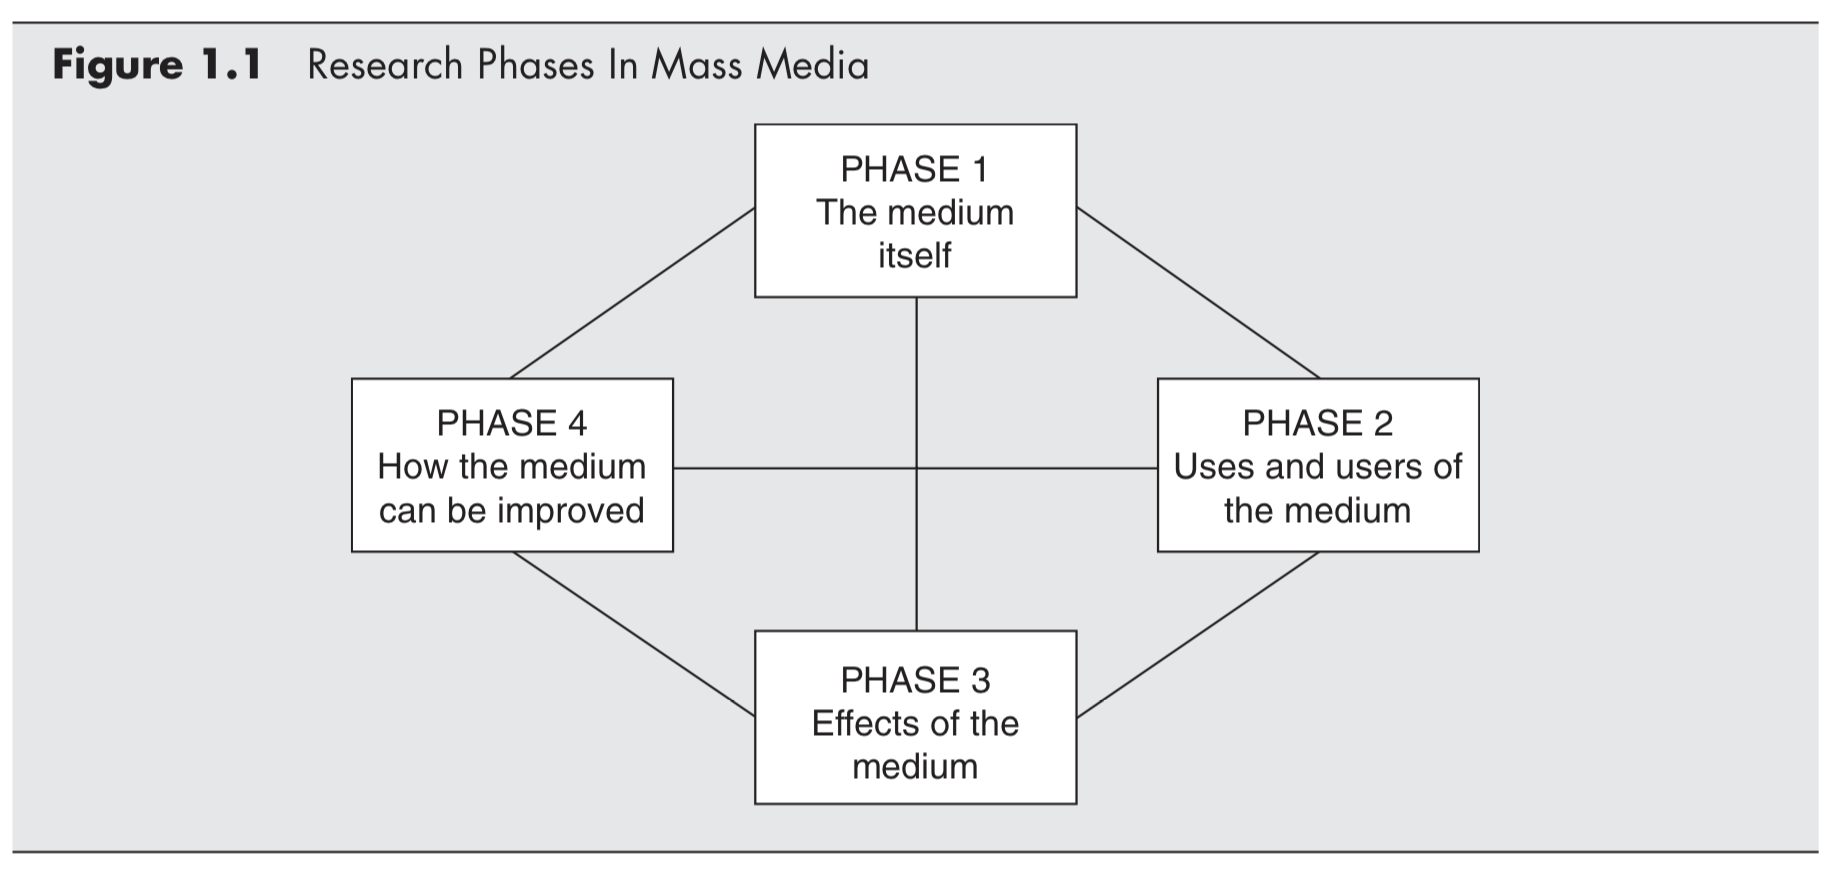 Figure 1.1 Research Phases In Mass Media
PHASE 1
The medium
itself
PHASE 4
How the medium
can be improved
PHASE 2
Uses and users of
the medium
PHASE 3
Effects of the
medium